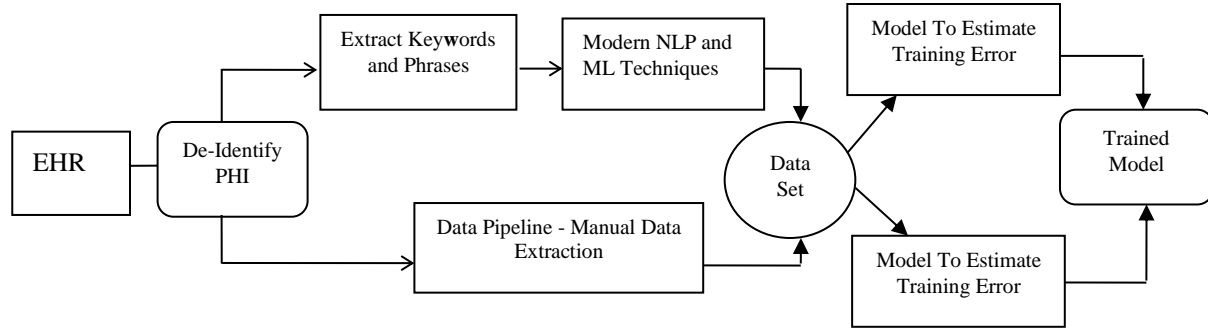 EHR
De-Identify
PHI
Extract Keywords
and Phrases
Modern NLP and
ML Techniques
Data Pipeline - Manual Data
Extraction
Data
Set
Model To Estimate
Training Error
Model To Estimate
Training Error
Trained
Model